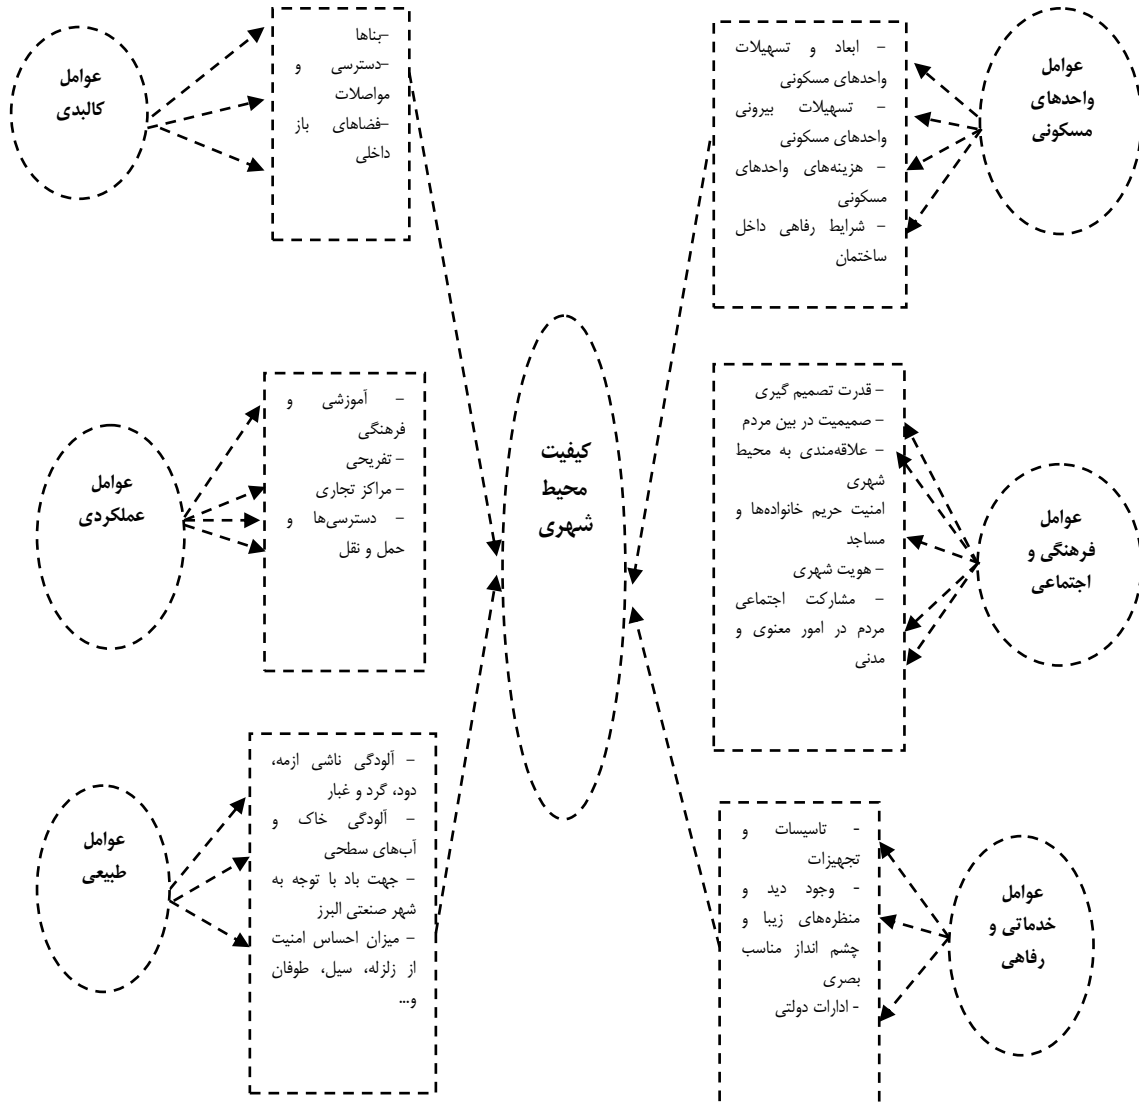 عوامل
واحدهای
مسکونی
- ابعاد و تسهیلات
واحدهای مسکونی
- تسهیلات بیرونی
واحدهای مسکونی
- هزینه‌های واحدهای
مسکونی
- شرایط رفاهی داخل
ساختمان
عوامل
کالبدی
-بناها
-دسترسی و
مواصلات
-فضاهای باز
داخلی
عوامل
فرهنگی و
اجتماعی
- قدرت تصمیم گیری
- صمیمیت در بین مردم
- علاقه‌مندی به محیط
شهری
امنیت حریم خانواده‌ها و
مساجد
- هویت شهری
- مشارکت اجتماعی
مردم در امور معنوی و
مدنی
کیفیت
محیط
شهری
عوامل
عملکردی
- آموزشی و
فرهنگی
- تفریحی
- مراکز تجاری
- دسترسی‌ها و
حمل و نقل
عوامل
خدماتی و
رفاهی
- تاسیسات و
تجهیزات
- وجود دید و
منظره‌های زیبا و
چشم انداز مناسب
بصری
- ادارات دولتی
عوامل
طبیعی
- آلودگی ناشی ازمه،
دود، گرد و غبار
- آلودگی خاک و
آب‌های سطحی
- جهت باد با توجه به
شهر صنعتی البرز
- میزان احساس امنیت
از زلزله، سیل، طوفان
و...